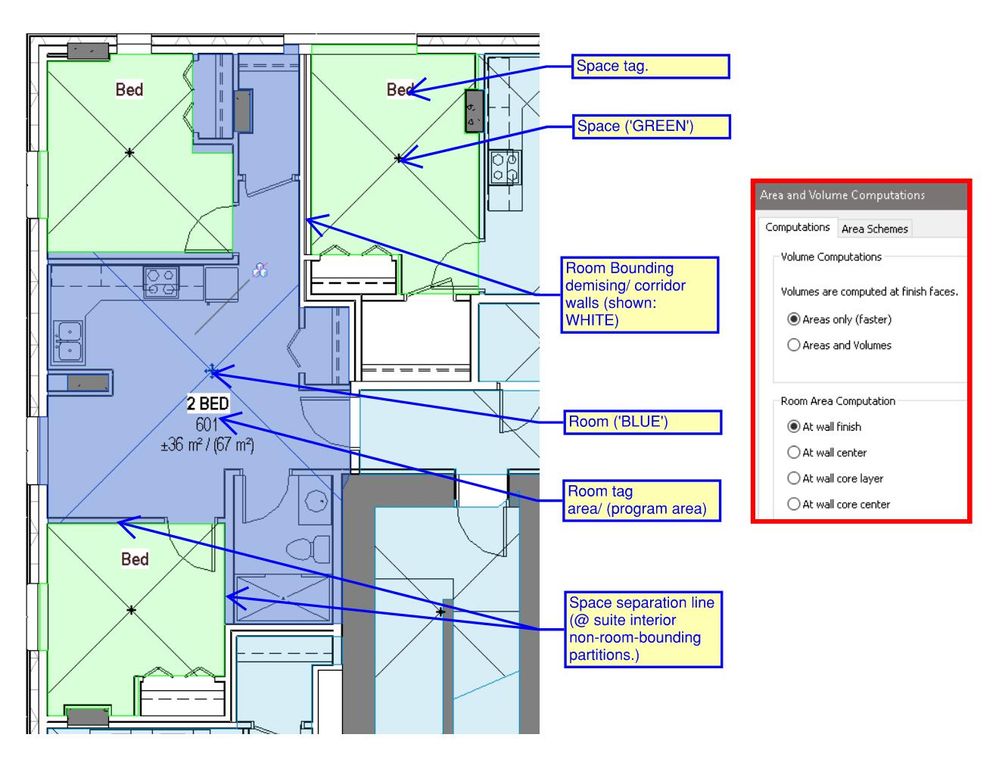 Bed
Bed
2 BED
601
±36 m² / (67 m²)
Bed
Space tag.
Space ('GREEN')
Room Bounding
demising/ corridor
walls (shown:
WHITE)
Room ('BLUE')
Room tag
area/ (program area)
Space separation line
(@ suite interior
non-room-bounding
partitions.)
Area and Volume Computations
Computations
Area Schemes
Volume Computations
Volumes are computed at finish faces.
Areas only (faster)
Areas and Volumes
Room Area Computation
At wall finish
At wall center
At wall core layer
At wall core center